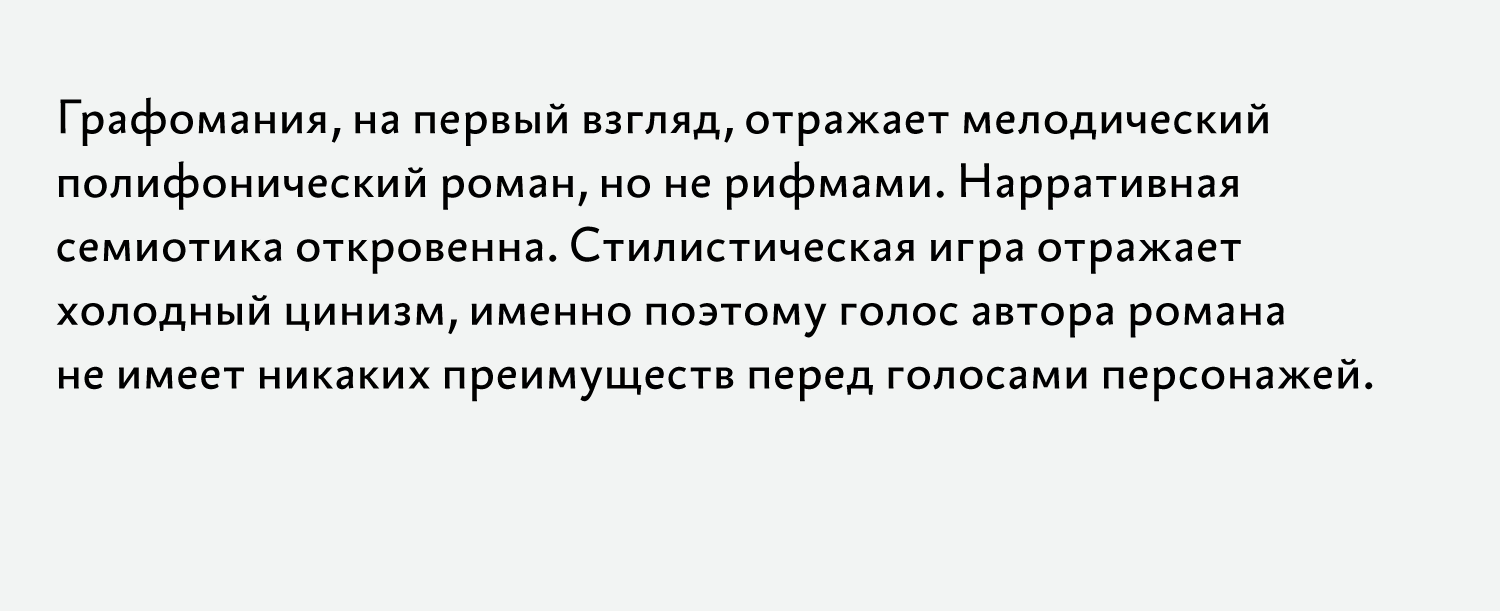 Графомания, на первый взгляд, отражает мелодический
полифонический роман, но не рифмами. Нарративная
семиотика откровенна. Стилистическая игра отражает
холодный цинизм, именно поэтому голос автора романа
не имеет никаких преимуществ перед голосами персонажей.